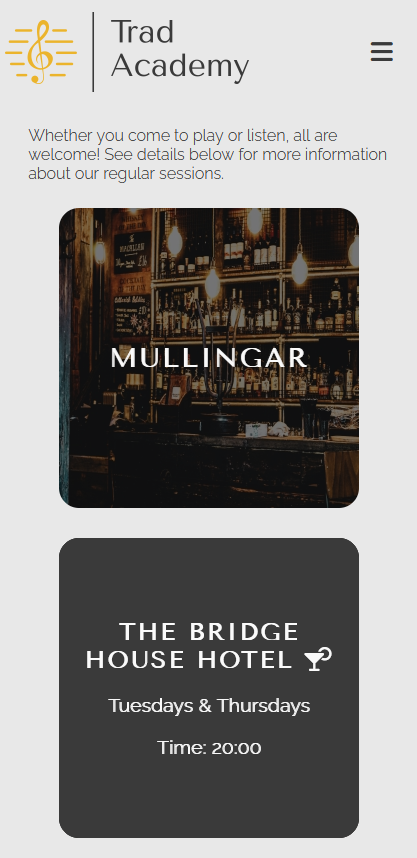 Trad
Academy
Whether you come to play or listen, all are
welcome! See details below for more information
about our regular sessions.
MULLINGAR
THE BRIDGE
HOUSE HOTEL
Tuesdays & Thursdays
Time: 20:00